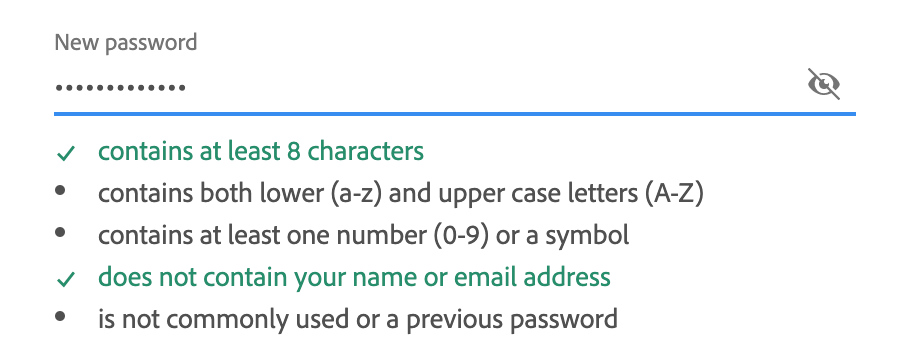 New password
•••••••••••••
✓ contains at least 8 characters
• contains both lower (a-z) and upper case letters (A-Z)
• contains at least one number (0-9) or a symbol
✓ does not contain your name or email address
• is not commonly used or a previous password